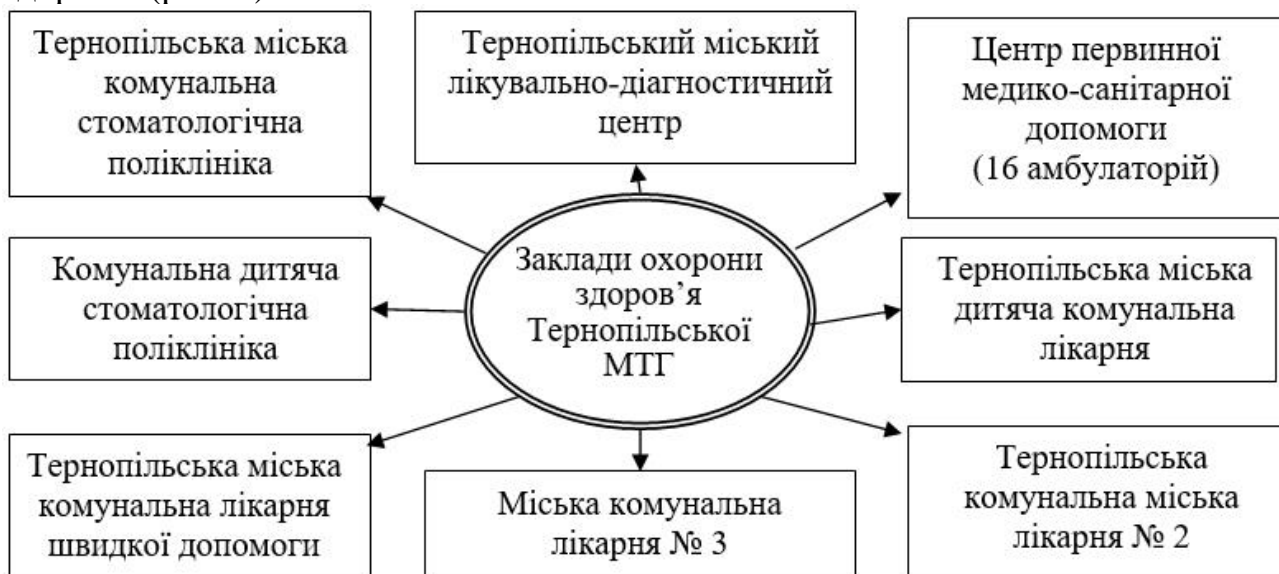 Тернопільська міська
комунальна
стоматологічна
поліклініка
Тернопільський міський
лікувально-діагностичний
центр
Центр первинної
медико-санітарної
допомоги
(16 амбулаторій)
Комунальна дитяча
стоматологічна
поліклініка
Заклади охорони
здоров’я
Тернопільської
МТГ
Тернопільська міська
дитяча комунальна
лікарня
Тернопільська міська
комунальна лікарня
швидкої допомоги
Міська комунальна
лікарня № 3
Тернопільська
комунальна міська
лікарня № 2